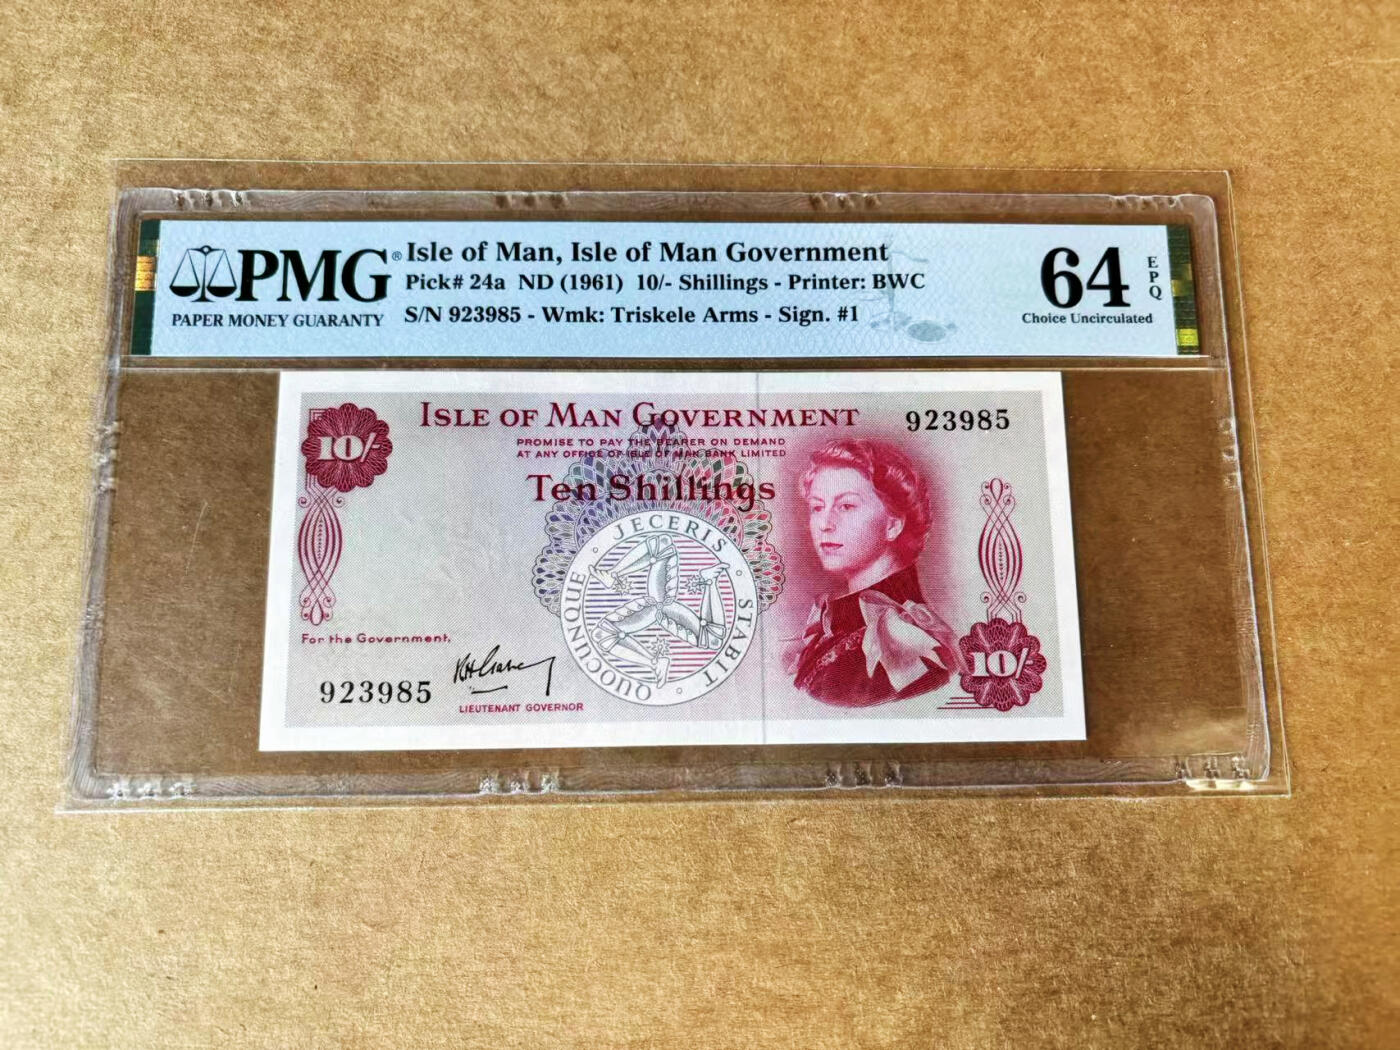 PMG®
PAPER MONEY GUARANTY
Isle of Man, Isle of Man Government
Pick# 24a ND (1961) 10/- Shillings - Printer: BWC
S/N 923985 - Wmk: Triskele Arms - Sign. #1
64
EPQ
Choice Uncirculated
10/-
ISLE OF MAN GOVERNMENT
923985
PROMISE TO PAY THE BEARER ON DEMAND
AT ANY OFFICE OF ISLE OF MAN BANK LIMITED
Ten Shillings
QUOCUNQUE · JECERIS · STABIT ·
For the Government,
923985
LIEUTENANT GOVERNOR
10/-